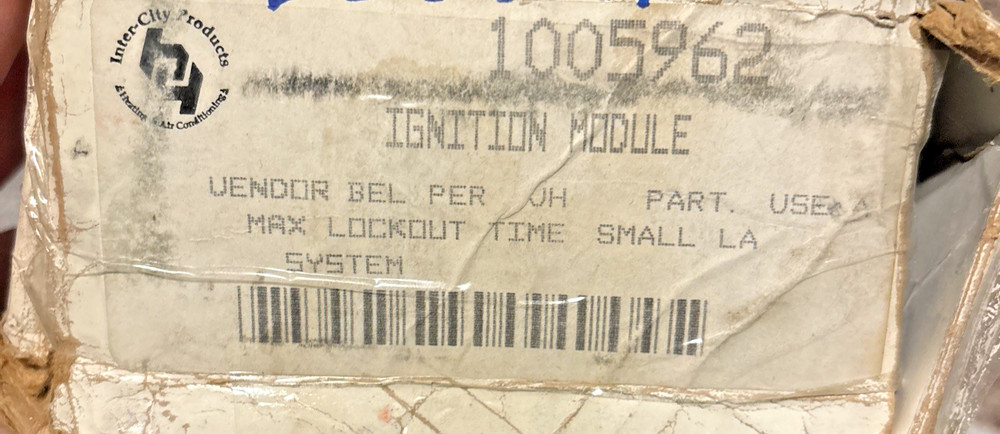 Inter-City Products
Heating & Air Conditioning
1005962
IGNITION MODULE
VENDOR BEL PER JH PART. USE A
MAX LOCKOUT TIME SMALL LA
SYSTEM